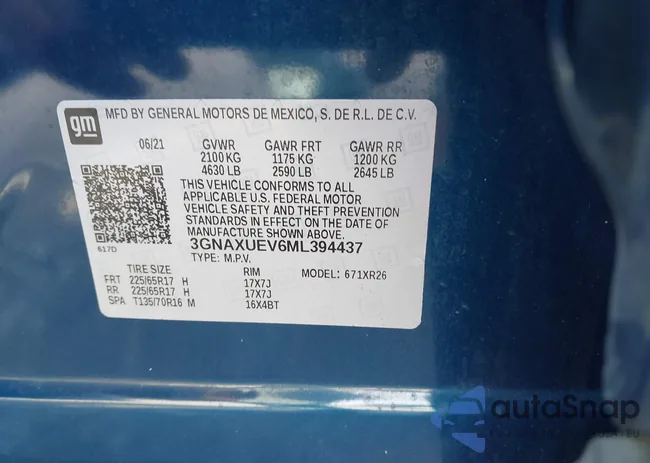 gm
MFD BY GENERAL MOTORS DE MEXICO, S. DE R.L. DE C.V.
06/21 GVWR GAWR FRT GAWR RR
2100 KG 1175 KG 1200 KG
4630 LB 2590 LB 2645 LB
THIS VEHICLE CONFORMS TO ALL
APPLICABLE U.S. FEDERAL MOTOR
VEHICLE SAFETY AND THEFT PREVENTION
STANDARDS IN EFFECT ON THE DATE OF
MANUFACTURE SHOWN ABOVE.
617D 3GNAXUEV6ML394437
TYPE: M.P.V.
TIRE SIZE RIM MODEL: 671XR26
FRT 225/65R17 H 17X7J
RR 225/65R17 H 17X7J
SPA T135/70R16 M 16X4BT
autoSnap